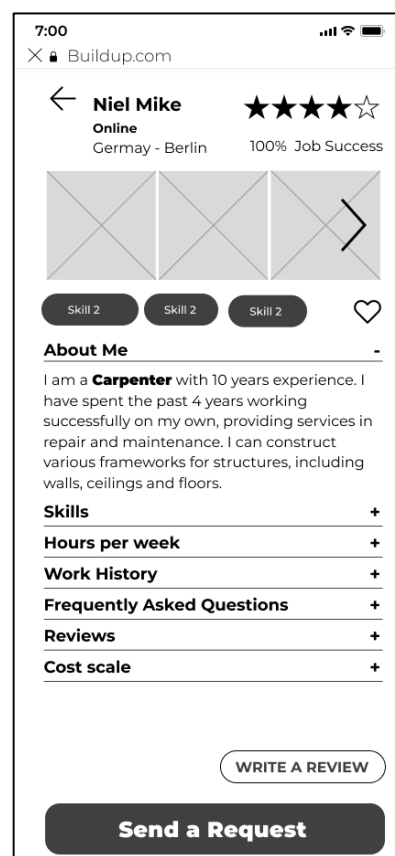 7:00
Buildup.com
Niel Mike
Online
Germay - Berlin
100% Job Success
Skill 2
Skill 2
Skill 2
About Me -
I am a Carpenter with 10 years experience. I
have spent the past 4 years working
successfully on my own, providing services in
repair and maintenance. I can construct
various frameworks for structures, including
walls, ceilings and floors.
Skills +
Hours per week +
Work History +
Frequently Asked Questions +
Reviews +
Cost scale +
WRITE A REVIEW
Send a Request